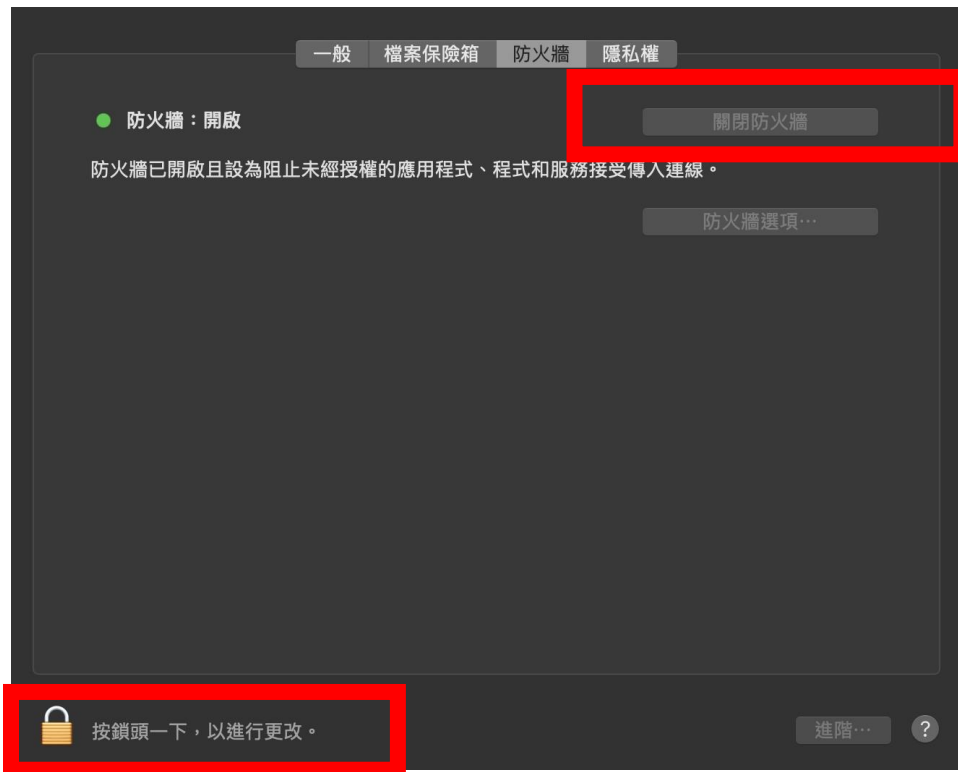 一般 檔案保險箱 防火牆 隱私權
防火牆：開啟
關閉防火牆
防火牆已開啟且設為阻止未經授權的應用程式、程式和服務接受傳入連線。
防火牆選項⋯
按鎖頭一下，以進行更改。
進階⋯ ?